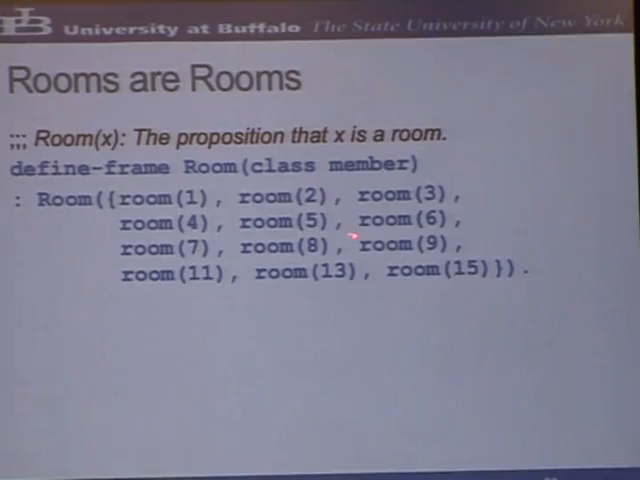 UB University at Buffalo The State University of New York
Rooms are Rooms
;;; Room(x): The proposition that x is a room.
define-frame Room(class member)
: Room({room(1), room(2), room(3),
room(4), room(5), room(6),
room(7), room(8), room(9),
room(11), room(13), room(15)}).